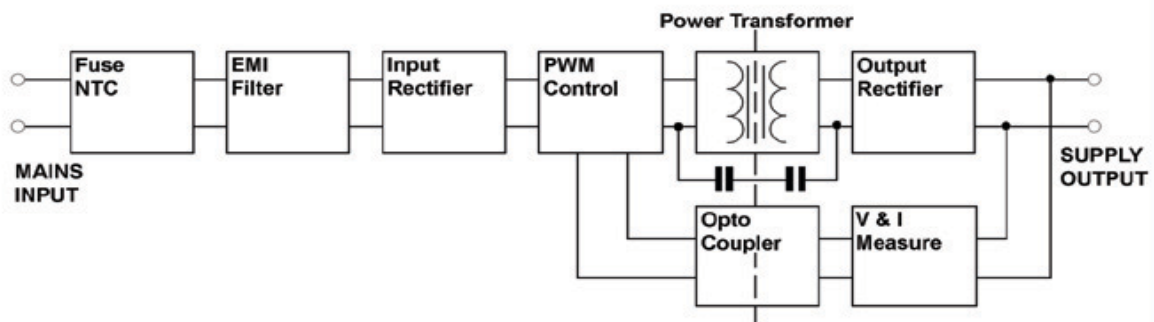 Power Transformer
Fuse
NTC
EMI
Filter
Input
Rectifier
PWM
Control
Output
Rectifier
MAINS
INPUT
SUPPLY
OUTPUT
Opto
Coupler
V & I
Measure